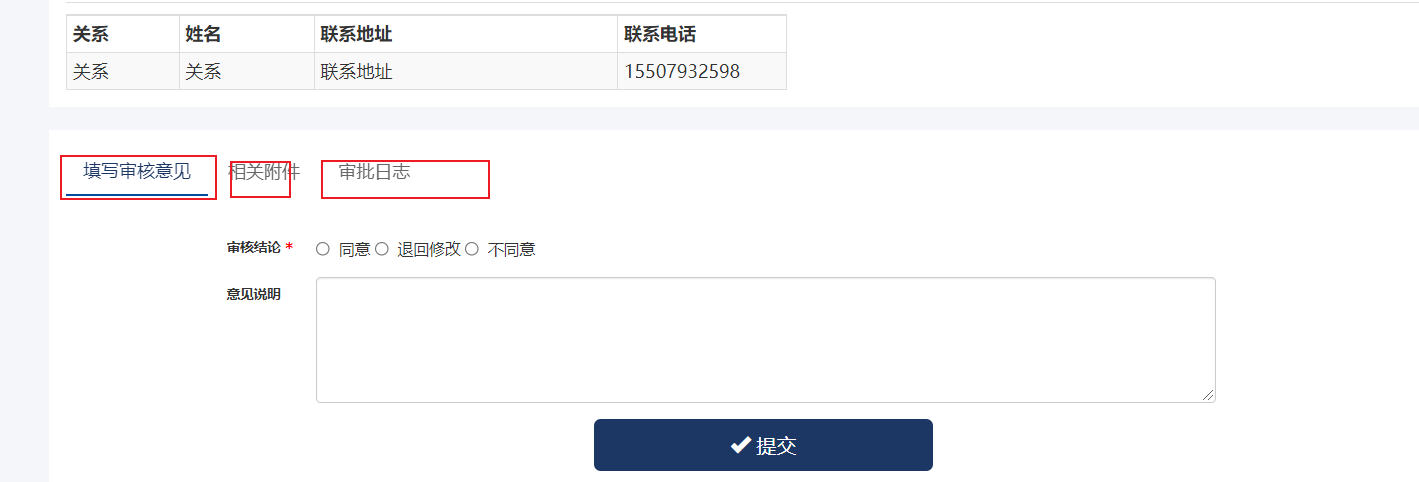 关系 姓名 联系地址 联系电话
关系 关系 联系地址 15507932598
填写审核意见 相关附件 审批日志
审核结论 * 同意 退回修改 不同意
意见说明
提交